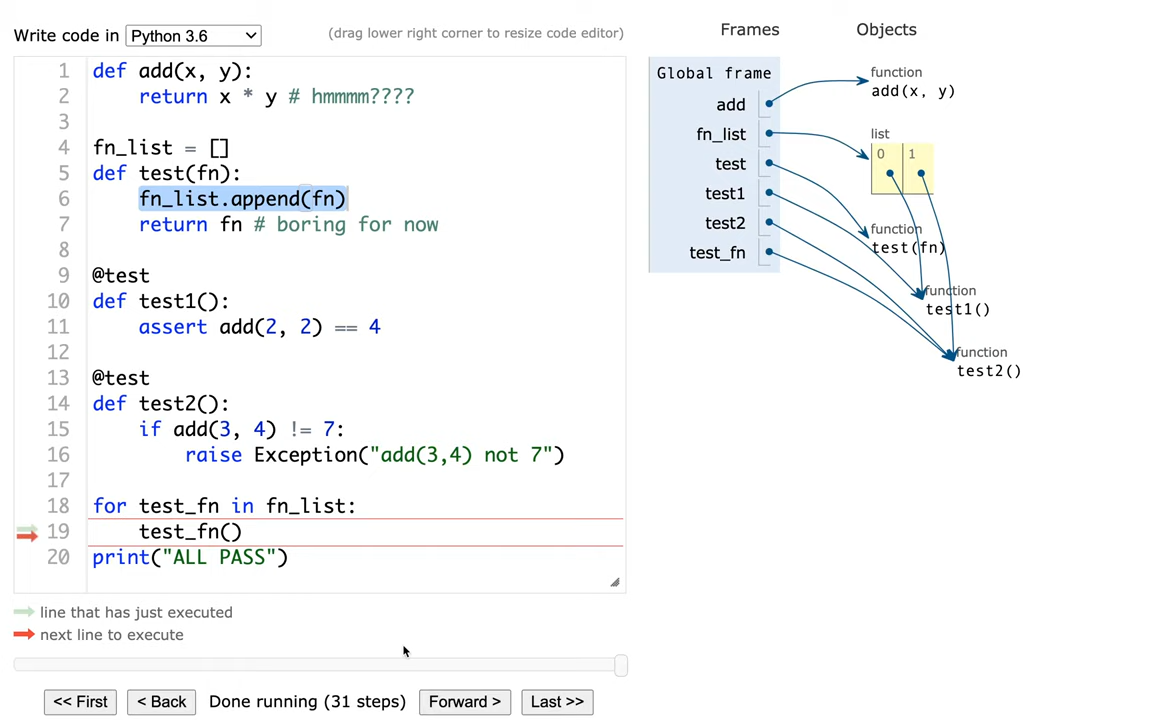 Write code in Python 3.6 (drag lower right corner to resize code editor)
1 def add(x, y):
2     return x * y # hmmmm????
3
4 fn_list = []
5 def test(fn):
6     fn_list.append(fn)
7     return fn # boring for now
8
9 @test
10 def test1():
11     assert add(2, 2) == 4
12
13 @test
14 def test2():
15     if add(3, 4) != 7:
16         raise Exception("add(3,4) not 7")
17
18 for test_fn in fn_list:
19     test_fn()
20 print("ALL PASS")
line that has just executed
next line to execute
<< First < Back Done running (31 steps) Forward > Last >>
Frames Objects
Global frame
add
fn_list
test
test1
test2
test_fn
function
add(x, y)
list
0 1
function
test(fn)
function
test1()
function
test2()